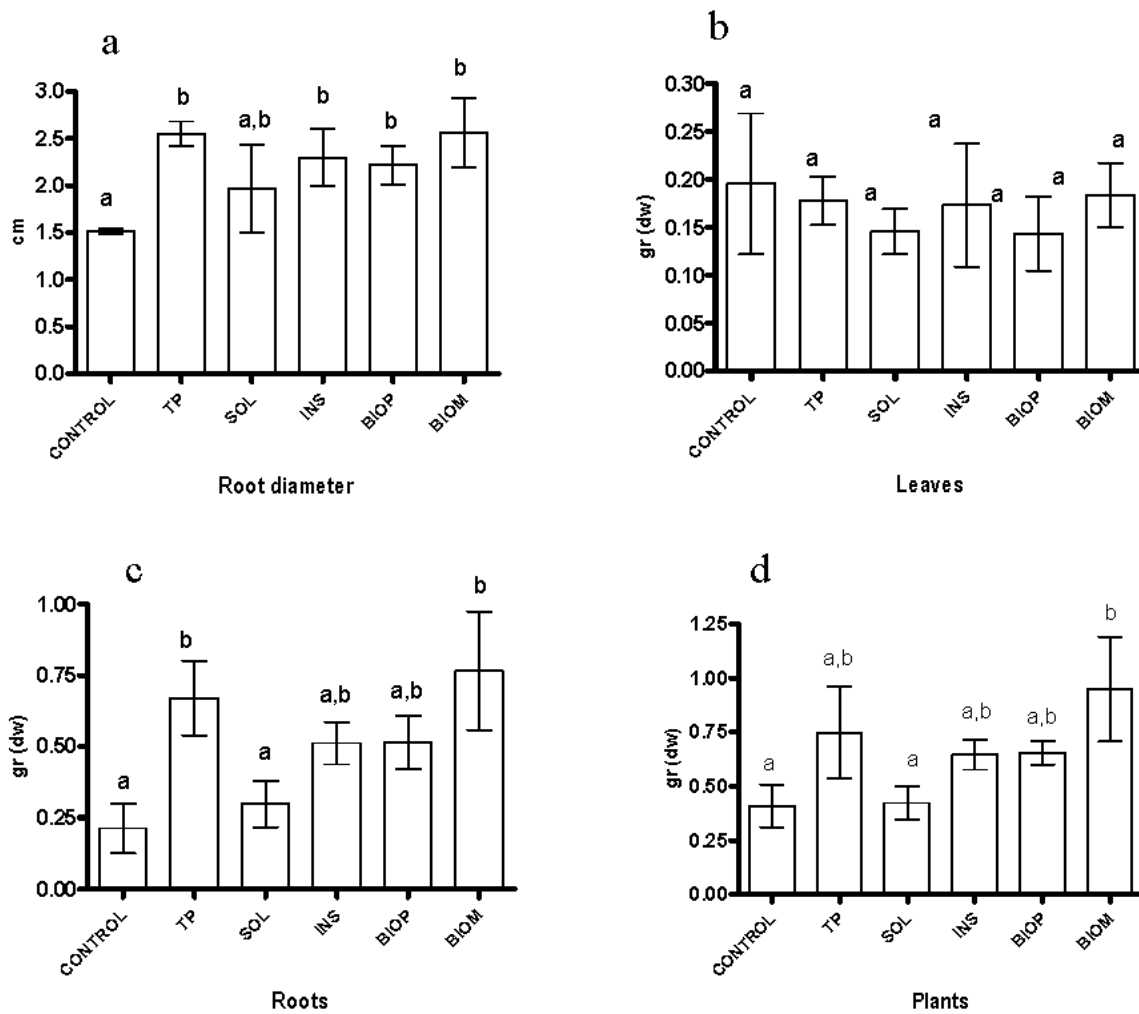 a
b
b
a,b
b
b
b
a
3.0
2.5
2.0
1.5
1.0
0.5
0.0
cm
CONTROL
TP
SOL
INS
BIOP
BIOM
Root diameter
a
a
a
a
a
a
a
0.30
0.25
0.20
0.15
0.10
0.05
0.00
gr (dw)
CONTROL
TP
SOL
INS
BIOP
BIOM
Leaves
c
b
b
a,b
a,b
a
a
1.00
0.75
0.50
0.25
0.00
gr (dw)
CONTROL
TP
SOL
INS
BIOP
BIOM
Roots
d
b
a,b
a,b
a,b
a
a
1.25
1.00
0.75
0.50
0.25
0.00
gr (dw)
CONTROL
TP
SOL
INS
BIOP
BIOM
Plants